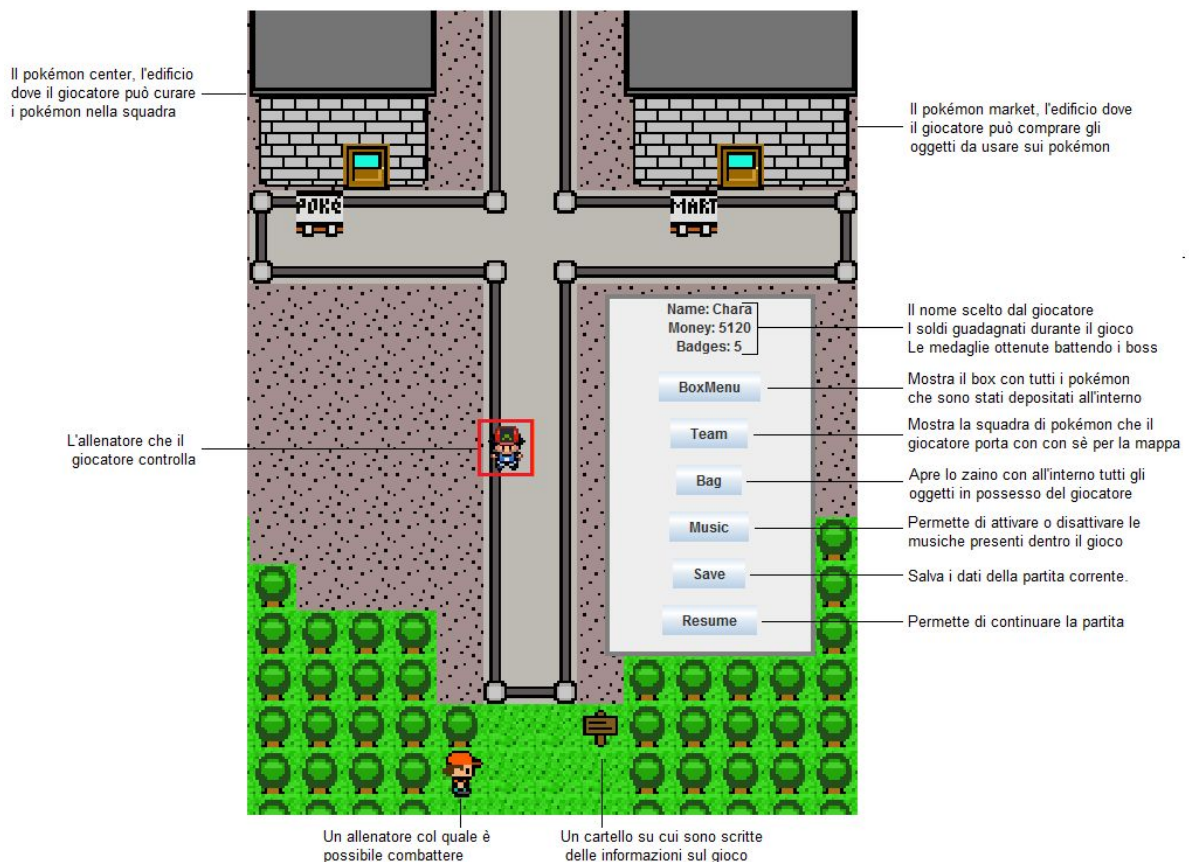 Il pokémon center, l'edificio
dove il giocatore può curare
i pokémon nella squadra
Il pokémon market, l'edificio dove
il giocatore può comprare gli
oggetti da usare sui pokémon
POKé
MART
Name: Chara
Money: 5120
Badges: 5
Il nome scelto dal giocatore
I soldi guadagnati durante il gioco
Le medaglie ottenute battendo i boss
BoxMenu
Mostra il box con tutti i pokémon
che sono stati depositati all'interno
Team
Mostra la squadra di pokémon che il
giocatore porta con con sè per la mappa
L'allenatore che il
giocatore controlla
Bag
Apre lo zaino con all'interno tutti gli
oggetti in possesso del giocatore
Music
Permette di attivare o disattivare le
musiche presenti dentro il gioco
Save
Salva i dati della partita corrente.
Resume
Permette di continuare la partita
Un allenatore col quale è
possibile combattere
Un cartello su cui sono scritte
delle informazioni sul gioco